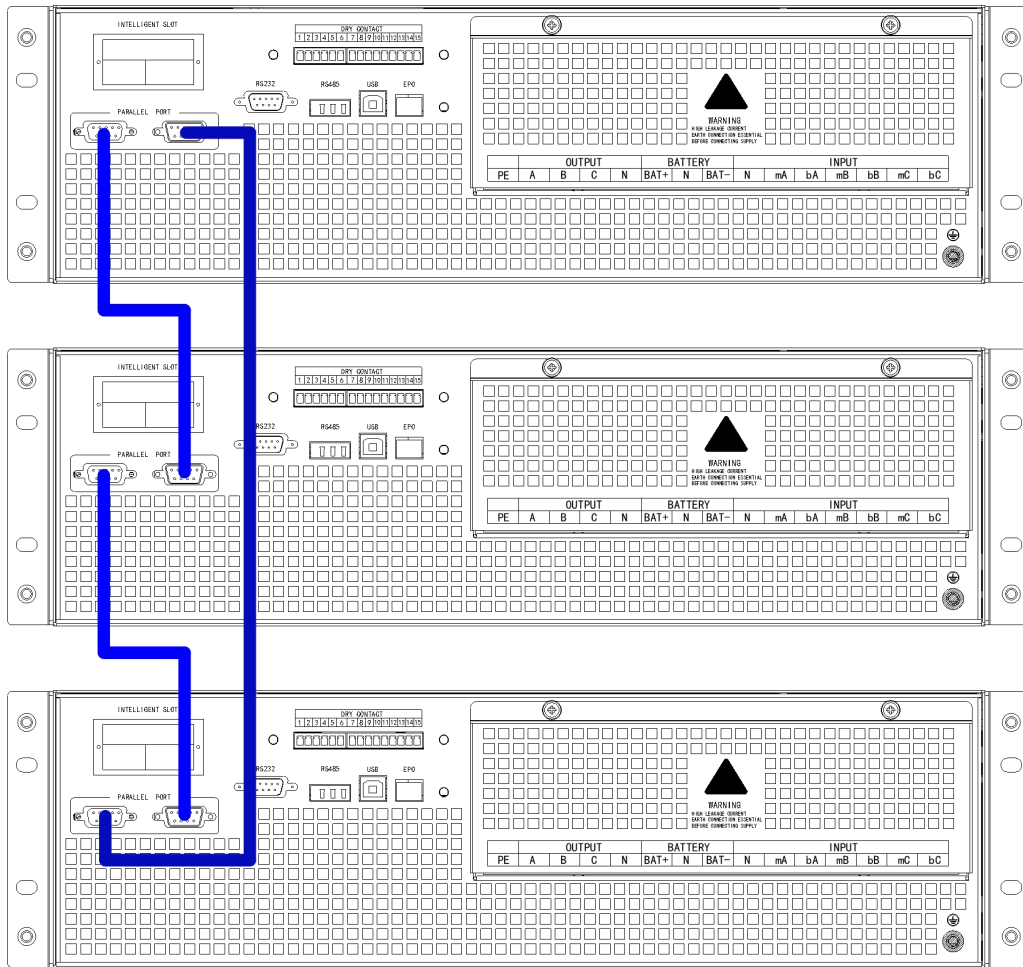 INTELLIGENT SLOT
DRY CONTACT
1 2 3 4 5 6 7 8 9 10 11 12 13 14 15
RS232 RS485 USB EPO
PARALLEL PORT
WARNING
HIGH LEAKAGE CURRENT
EARTH CONNECTION ESSENTIAL
BEFORE CONNECTING SUPPLY
OUTPUT BATTERY INPUT
PE A B C N BAT+ N BAT- N mA bA mB bB mC bC
INTELLIGENT SLOT
DRY CONTACT
1 2 3 4 5 6 7 8 9 10 11 12 13 14 15
RS232 RS485 USB EPO
PARALLEL PORT
WARNING
HIGH LEAKAGE CURRENT
EARTH CONNECTION ESSENTIAL
BEFORE CONNECTING SUPPLY
OUTPUT BATTERY INPUT
PE A B C N BAT+ N BAT- N mA bA mB bB mC bC
INTELLIGENT SLOT
DRY CONTACT
1 2 3 4 5 6 7 8 9 10 11 12 13 14 15
RS232 RS485 USB EPO
PARALLEL PORT
WARNING
HIGH LEAKAGE CURRENT
EARTH CONNECTION ESSENTIAL
BEFORE CONNECTING SUPPLY
OUTPUT BATTERY INPUT
PE A B C N BAT+ N BAT- N mA bA mB bB mC bC